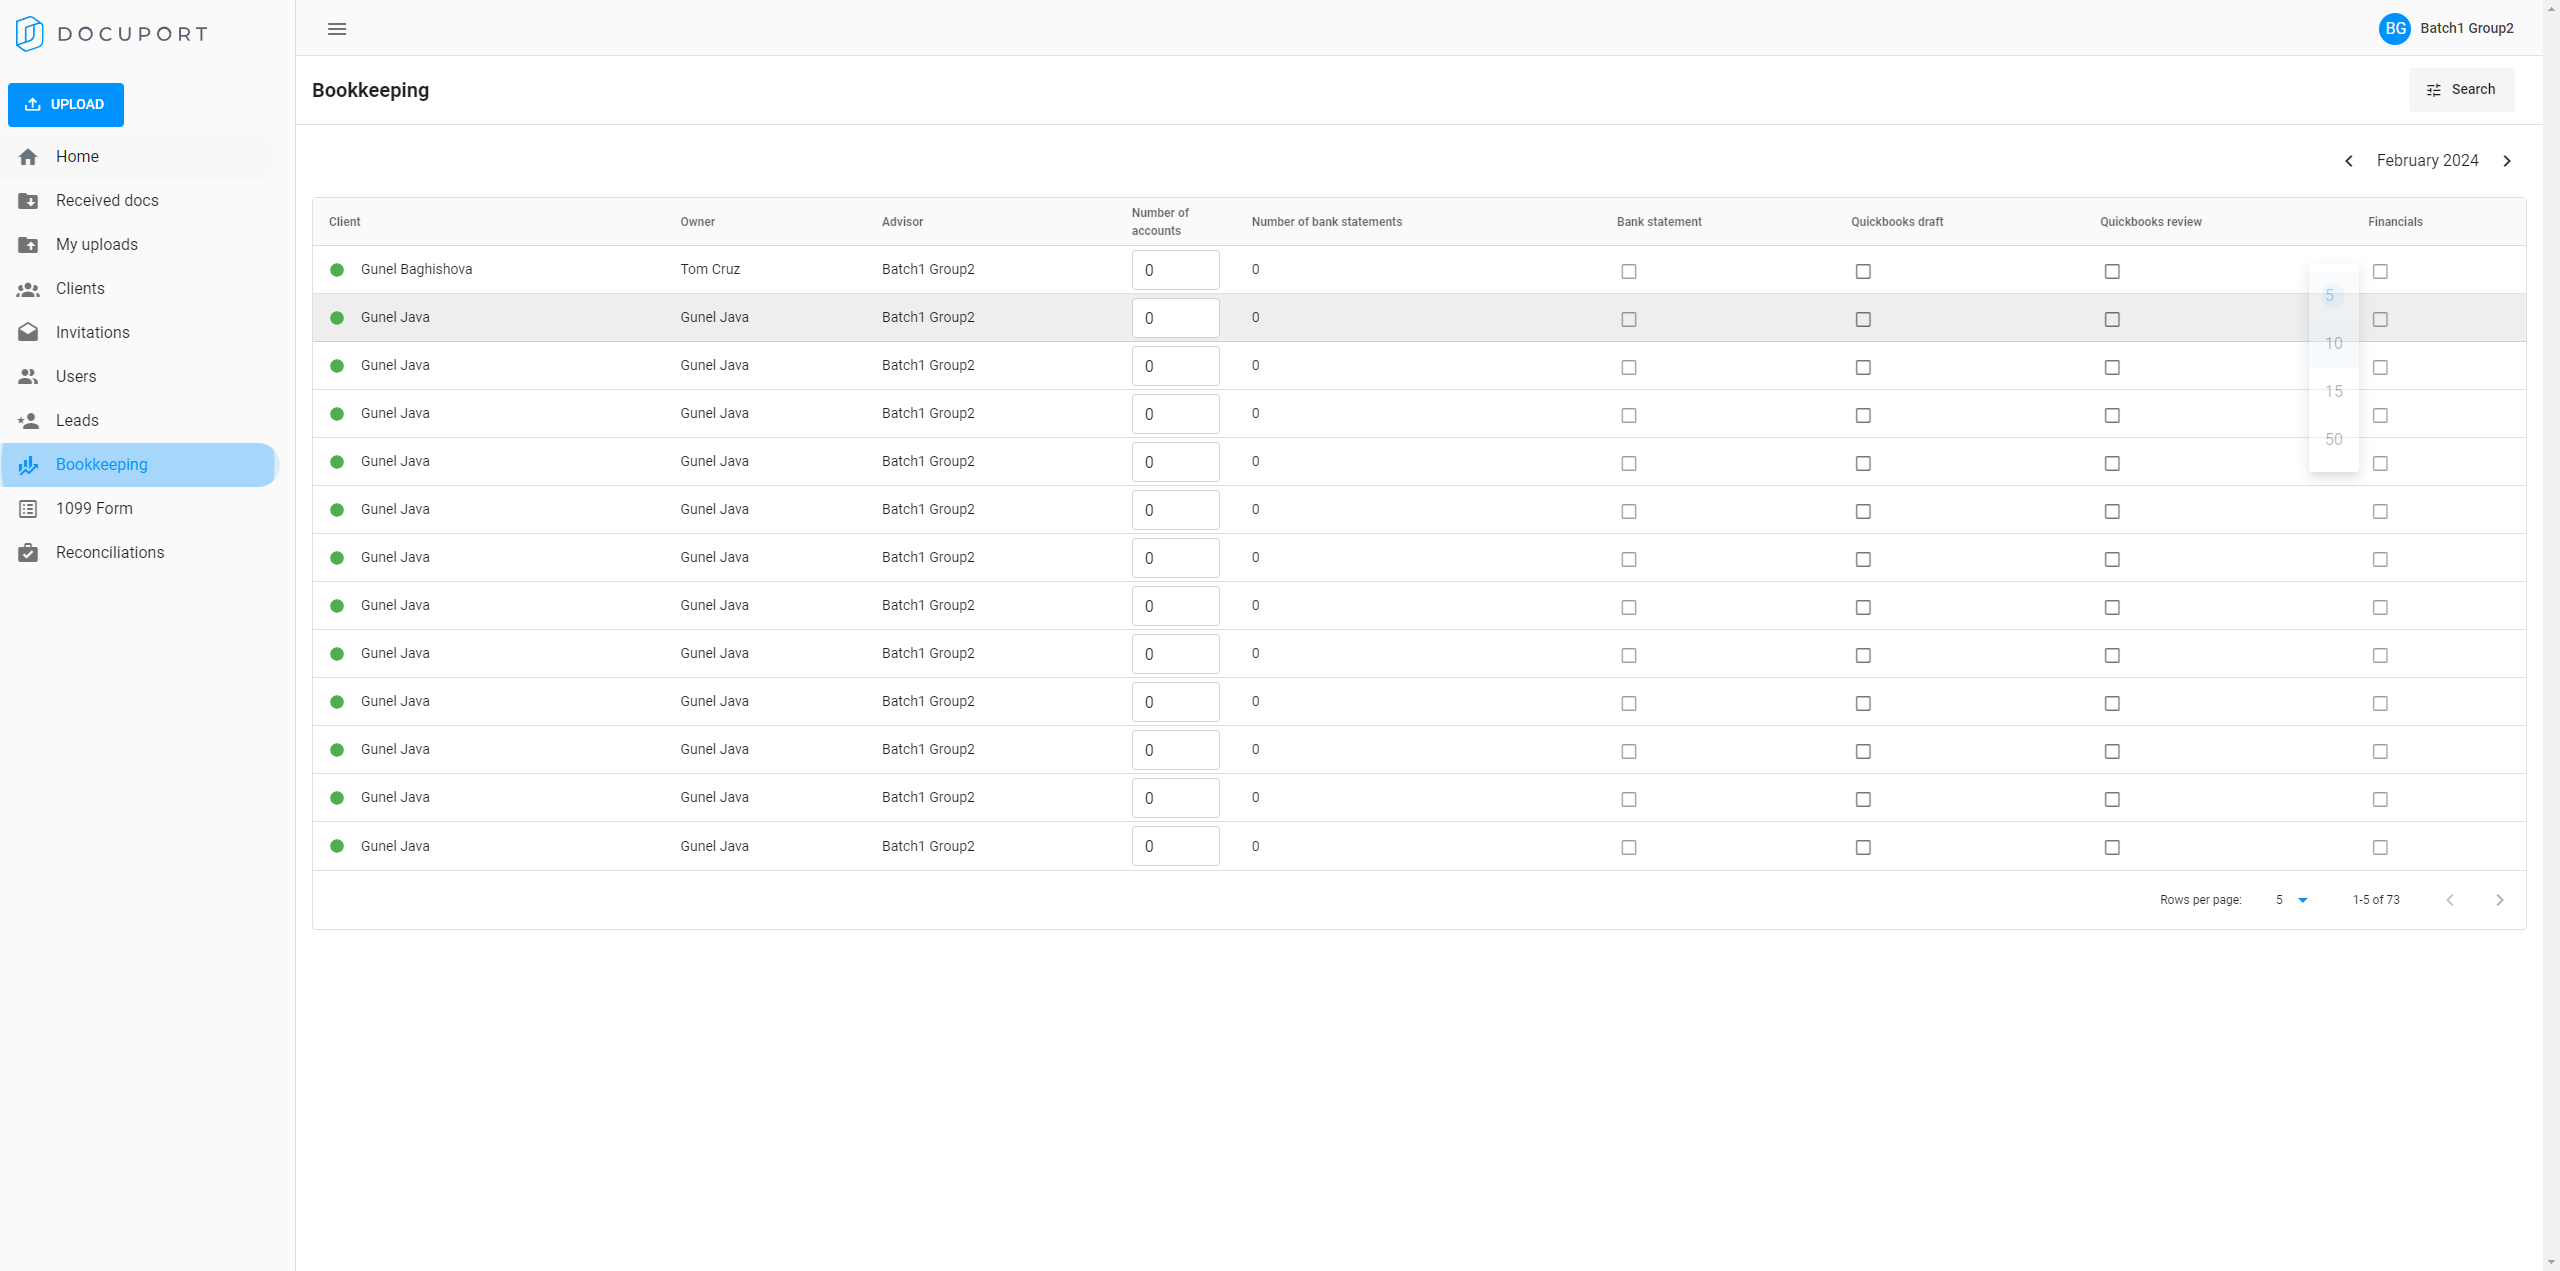 DOCUPORT
BG Batch1 Group2
UPLOAD
Home
Received docs
My uploads
Clients
Invitations
Users
Leads
Bookkeeping
1099 Form
Reconciliations
Bookkeeping
Search
February 2024
Client Owner Advisor Number of accounts Number of bank statements Bank statement Quickbooks draft Quickbooks review Financials
Gunel Baghishova Tom Cruz Batch1 Group2 0 0
Gunel Java Gunel Java Batch1 Group2 0 0
Gunel Java Gunel Java Batch1 Group2 0 0
Gunel Java Gunel Java Batch1 Group2 0 0
Gunel Java Gunel Java Batch1 Group2 0 0
Gunel Java Gunel Java Batch1 Group2 0 0
Gunel Java Gunel Java Batch1 Group2 0 0
Gunel Java Gunel Java Batch1 Group2 0 0
Gunel Java Gunel Java Batch1 Group2 0 0
Gunel Java Gunel Java Batch1 Group2 0 0
Gunel Java Gunel Java Batch1 Group2 0 0
Gunel Java Gunel Java Batch1 Group2 0 0
Gunel Java Gunel Java Batch1 Group2 0 0
5
10
15
50
Rows per page: 5 1-5 of 73